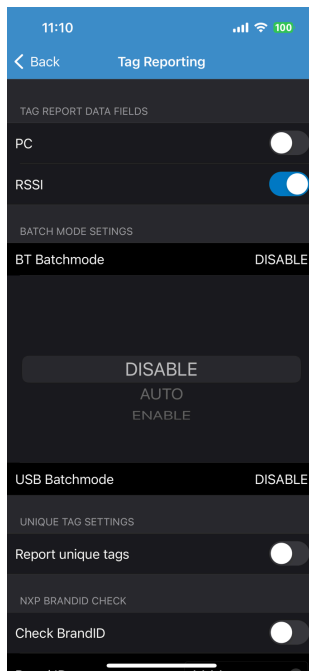 11:10
100
Back
Tag Reporting
TAG REPORT DATA FIELDS
PC
RSSI
BATCH MODE SETINGS
BT Batchmode DISABLE
DISABLE
AUTO
ENABLE
USB Batchmode DISABLE
UNIQUE TAG SETTINGS
Report unique tags
NXP BRANDID CHECK
Check BrandID